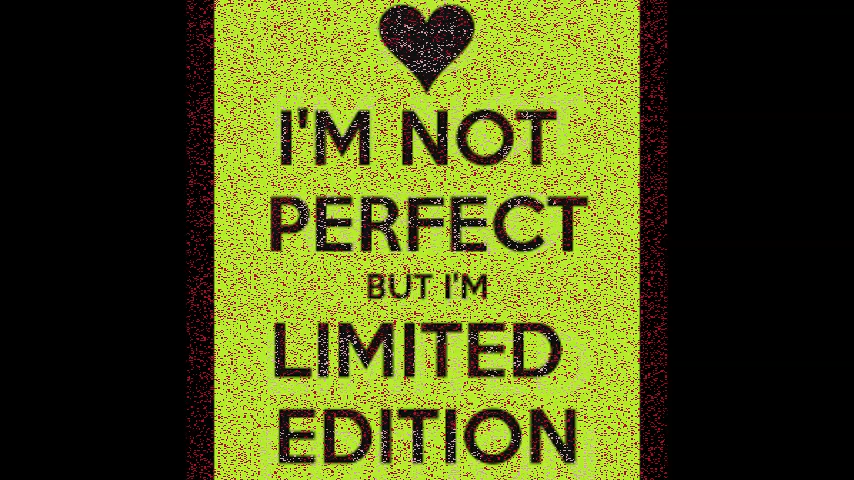 I'M NOT
PERFECT
BUT I'M
LIMITED
EDITION